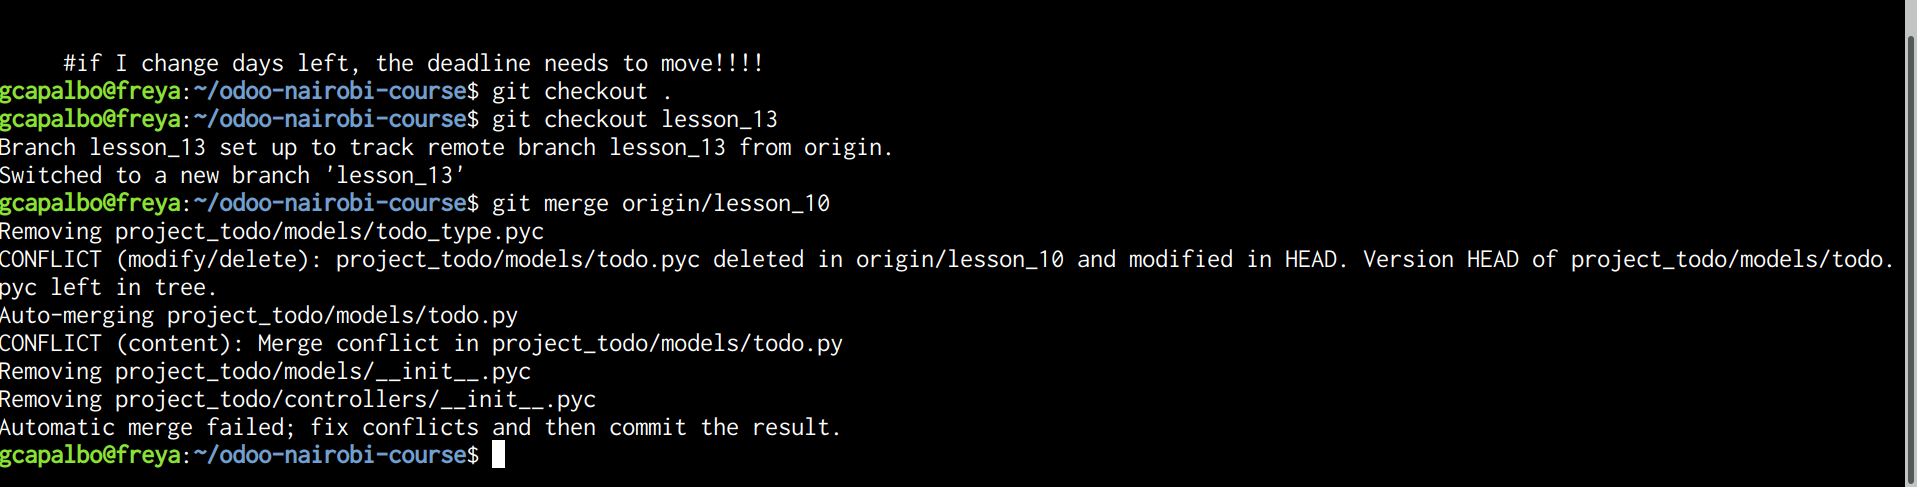 #if I change days left, the deadline needs to move!!!!
gcapalbo@freya:~/odoo-nairobi-course$ git checkout .
gcapalbo@freya:~/odoo-nairobi-course$ git checkout lesson_13
Branch lesson_13 set up to track remote branch lesson_13 from origin.
Switched to a new branch 'lesson_13'
gcapalbo@freya:~/odoo-nairobi-course$ git merge origin/lesson_10
Removing project_todo/models/todo_type.pyc
CONFLICT (modify/delete): project_todo/models/todo.pyc deleted in origin/lesson_10 and modified in HEAD. Version HEAD of project_todo/models/todo.
pyc left in tree.
Auto-merging project_todo/models/todo.py
CONFLICT (content): Merge conflict in project_todo/models/todo.py
Removing project_todo/models/__init__.pyc
Removing project_todo/controllers/__init__.pyc
Automatic merge failed; fix conflicts and then commit the result.
gcapalbo@freya:~/odoo-nairobi-course$